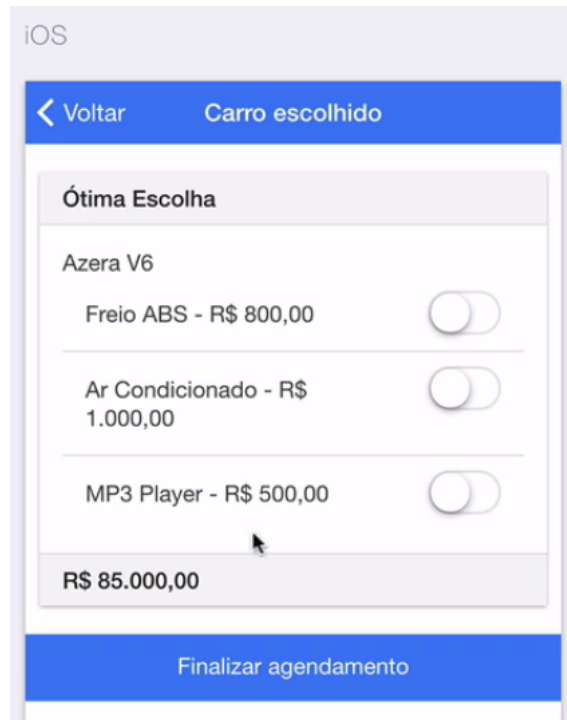 iOS
Voltar
Carro escolhido
Ótima Escolha
Azera V6
Freio ABS - R$ 800,00
Ar Condicionado - R$
1.000,00
MP3 Player - R$ 500,00
R$ 85.000,00
Finalizar agendamento